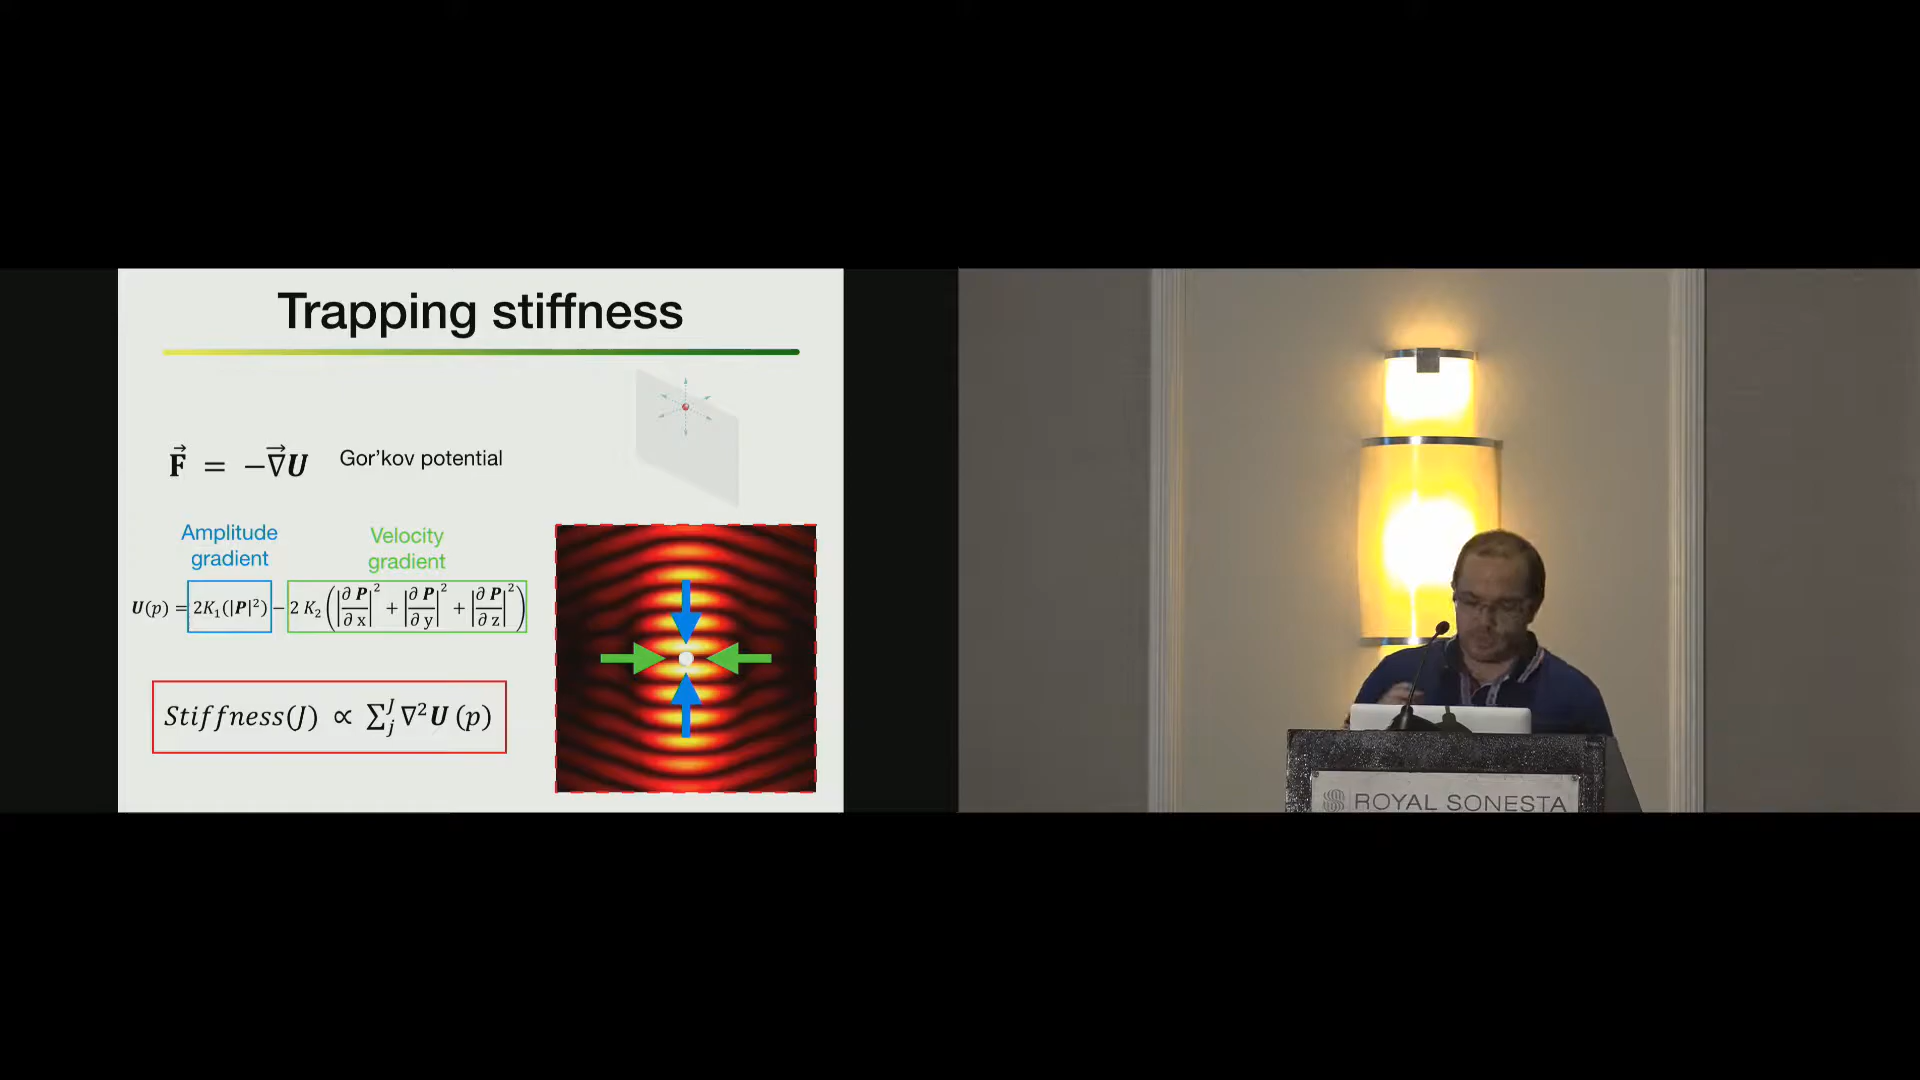 Trapping stiffness
F⃗ = −∇⃗U Gor’kov potential
Amplitude
gradient
Velocity
gradient
U(p) = 2K₁(|P|²) − 2 K₂ (|∂ P/∂ x|² + |∂ P/∂ y|² + |∂ P/∂ z|²)
Stiffness(J) ∝ ∑ⱼᴶ ∇²U (p)
ROYAL SONESTA